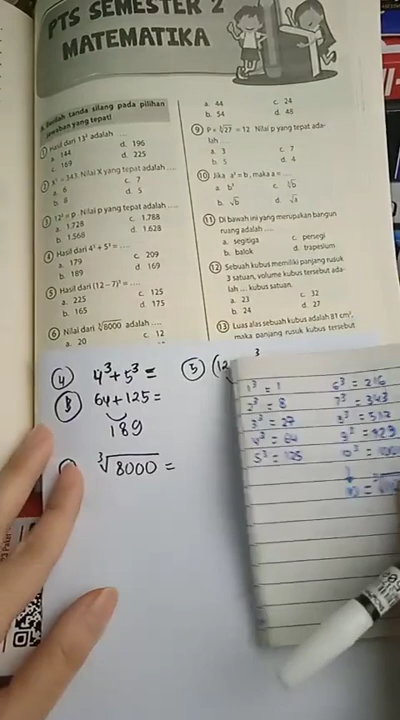 PTS SEMESTER 2
MATEMATIKA
tanda silang pada pilihan
jawaban yang tepat!
Hasil dari 13² adalah ....
a. 144
d. 196
c. 169
d. 225
2 X³ = 343. Nilai X yang tepat adalah ....
a. 6
c. 7
b. 8
d. 5
3 12³ = p. Nilai p yang tepat adalah ....
a. 1.728
c. 1.788
b. 1.568
d. 1.628
4 Hasil dari 4³ + 5³ = ....
a. 179
c. 209
b. 189
d. 169
5 Hasil dari (12 – 7)³ = ....
a. 225
c. 125
b. 165
d. 175
6 Nilai dari ∛8000 adalah ....
a. 20
c. 12
a. 44
c. 24
b. 54
d. 48
9 P = ∛27 = 12 Nilai p yang tepat ada-
lah ....
a. 3
c. 7
b. 5
d. 4
10 Jika a³ = b, maka a = ....
a. b³
b. √b
d. √a
11 Di bawah ini yang merupakan bangun
ruang adalah ....
a. segitiga
c. persegi
b. balok
d. trapesium
12 Sebuah kubus memiliki panjang rusuk
3 satuan, volume kubus tersebut ada-
lah .... kubus satuan.
a. 23
c. 32
b. 24
d. 27
13 Luas alas sebuah kubus adalah 81 cm²,
maka panjang rusuk kubus tersebut
4 4³ + 5³ =
5 (12
3
B 64 + 125 =
189
∛8000 =
1³ = 1
6³ = 216
2³ = 8
7³ = 343
3³ = 27
8³ = 512
4³ = 64
9³ = 729
5³ = 125